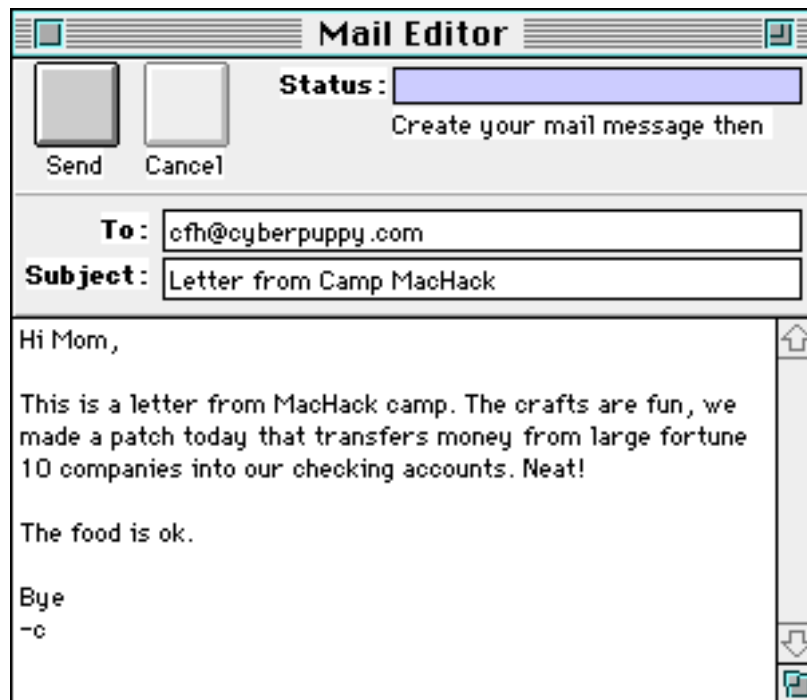 Mail Editor
Status:
Create your mail message then
Send Cancel
To: cfh@cyberpuppy.com
Subject: Letter from Camp MacHack
Hi Mom,
This is a letter from MacHack camp. The crafts are fun, we
made a patch today that transfers money from large fortune
10 companies into our checking accounts. Neat!
The food is ok.
Bye
-c